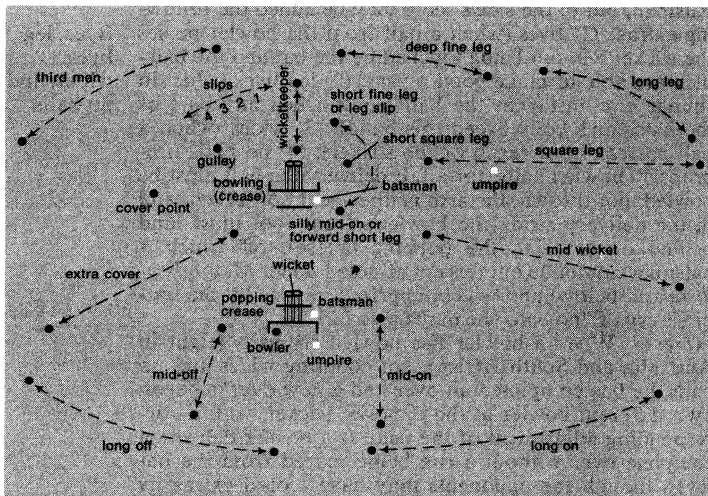 deep fine leg
third man
slips
long leg
4 3 2 1
wicketkeeper
short fine leg
or leg slip
short square leg
gulley
square leg
bowling
(crease)
batsman
umpire
cover point
silly mid-on or
forward short leg
mid wicket
extra cover
wicket
popping
crease
batsman
bowler
umpire
mid-off
mid-on
long off
long on